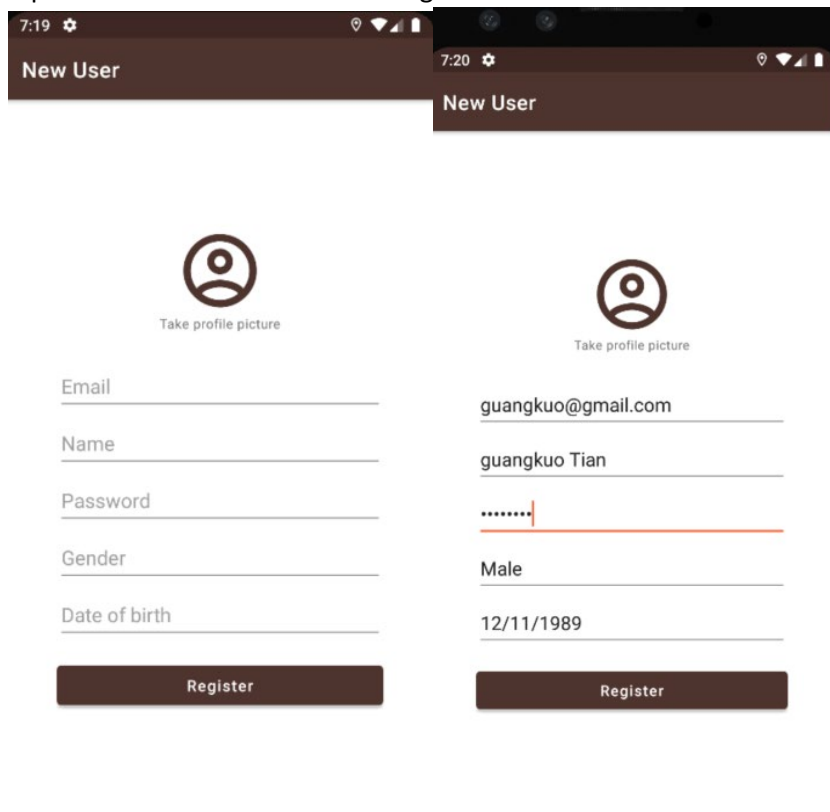 7:19
New User
Take profile picture
Email
Name
Password
Gender
Date of birth
Register
7:20
New User
Take profile picture
guangkuo@gmail.com
guangkuo Tian
••••••••
Male
12/11/1989
Register